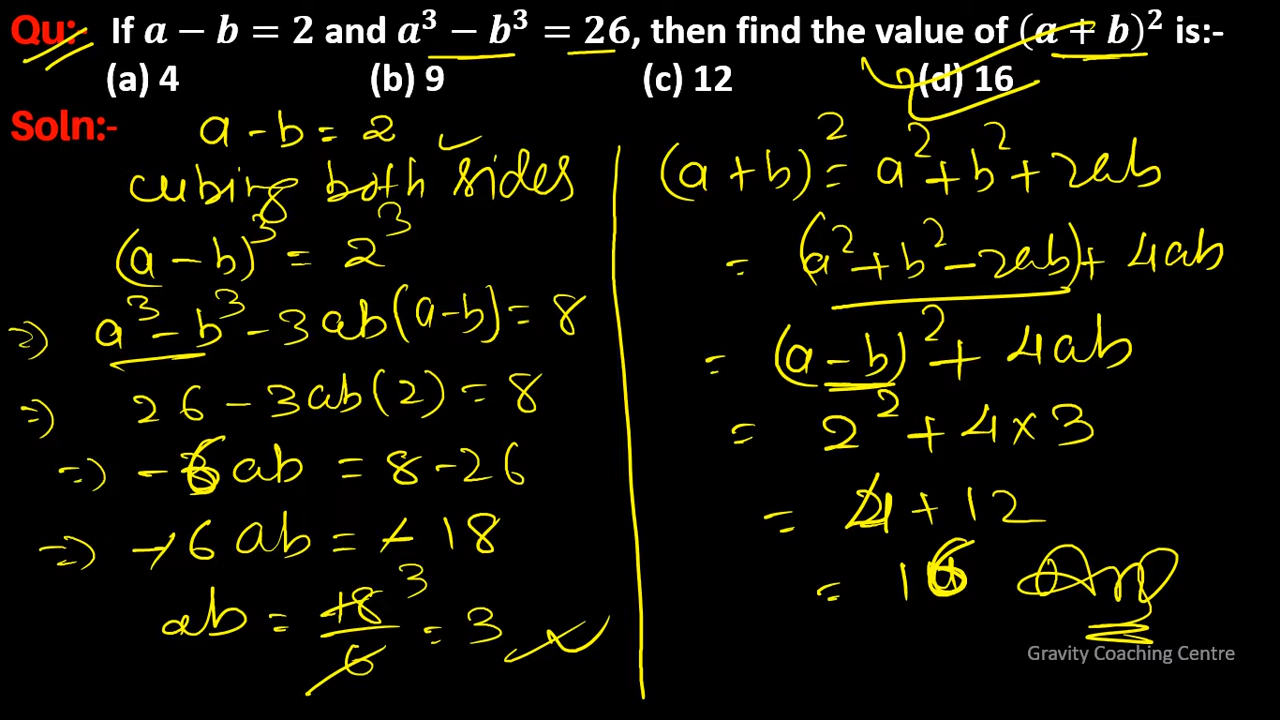 Qu:- If a − b = 2 and a³ − b³ = 26, then find the value of (a + b)² is:-
(a) 4 (b) 9 (c) 12 (d) 16
Soln:-
a - b = 2
cubing both sides
(a - b)³ = 2³
⇒ a³ - b³ - 3ab(a-b) = 8
⇒ 26 - 3ab(2) = 8
⇒ -6ab = 8 - 26
⇒ -6ab = -18
ab = 18/6 3 = 3
(a + b)² = a² + b² + 2ab
= (a² + b² - 2ab) + 4ab
= (a - b)² + 4ab
= 2² + 4 × 3
= 4 + 12
= 16 Ans
Gravity Coaching Centre